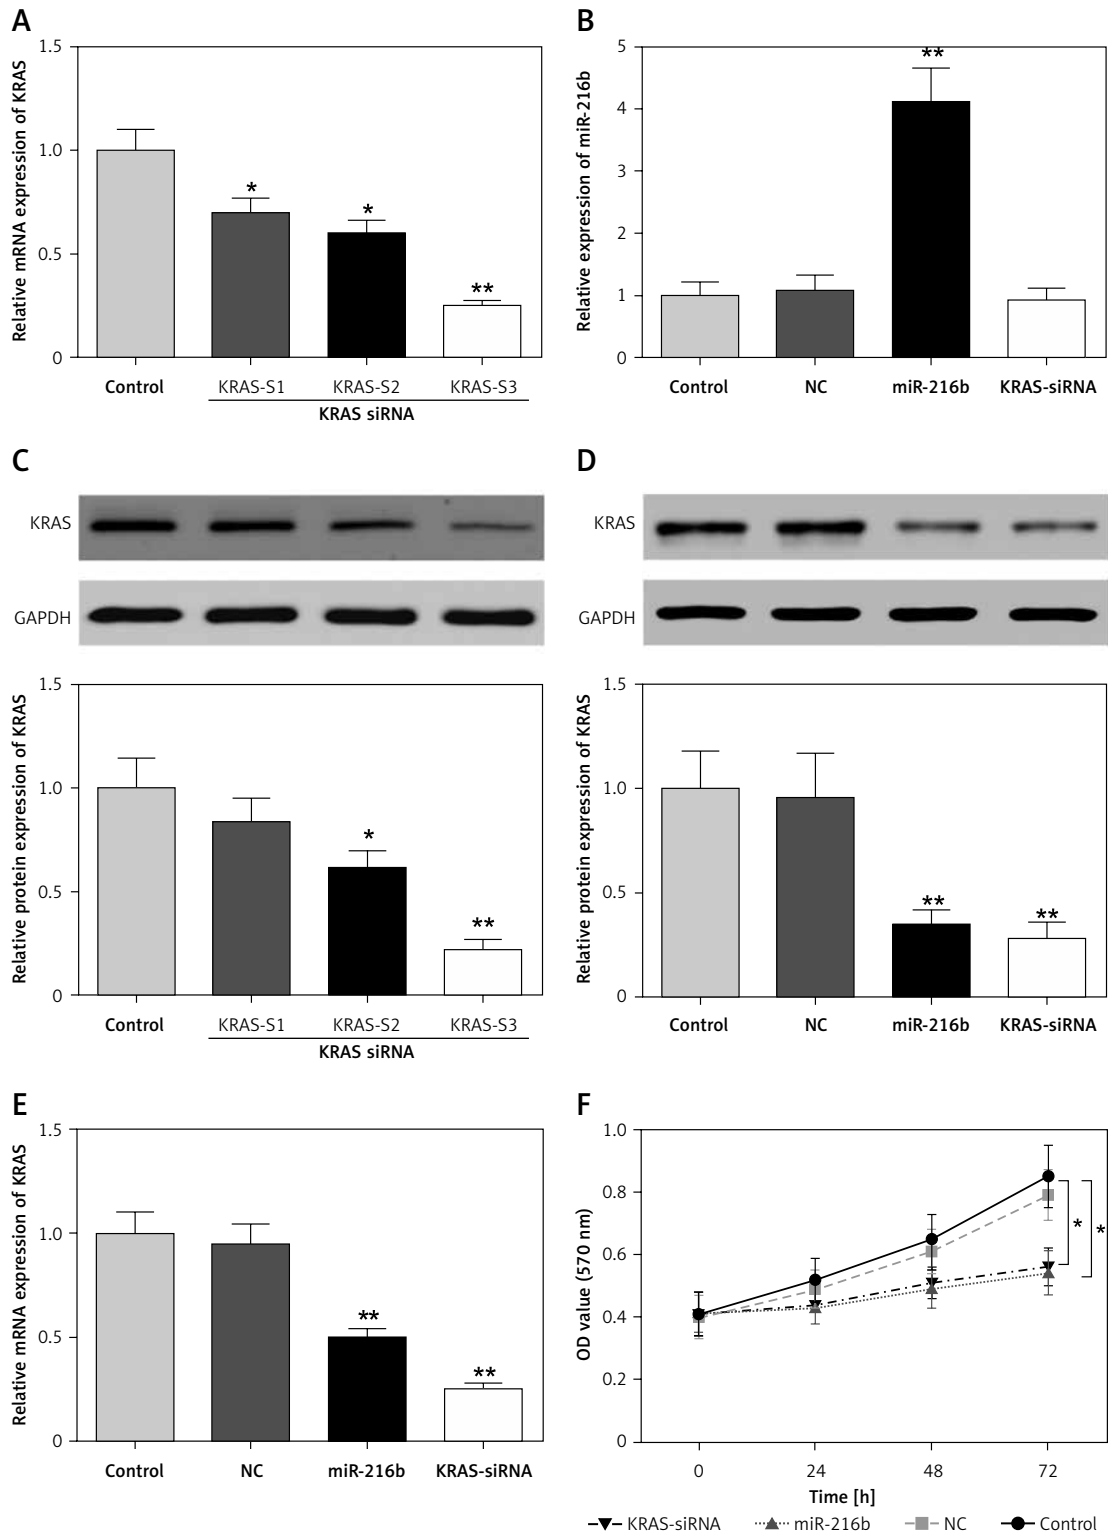 A
Relative mRNA expression of KRAS
1.5
1.0
0.5
0
*
*
**
Control KRAS-S1 KRAS-S2 KRAS-S3
KRAS siRNA
B
Relative expression of miR-216b
5
4
3
2
1
0
**
Control NC miR-216b KRAS-siRNA
C
KRAS
GAPDH
Relative protein expression of KRAS
1.5
1.0
0.5
0
*
**
Control KRAS-S1 KRAS-S2 KRAS-S3
KRAS siRNA
D
KRAS
GAPDH
Relative protein expression of KRAS
1.5
1.0
0.5
0
**
**
Control NC miR-216b KRAS-siRNA
E
Relative mRNA expression of KRAS
1.5
1.0
0.5
0
**
**
Control NC miR-216b KRAS-siRNA
F
OD value (570 nm)
1.0
0.8
0.6
0.4
0.2
0
*
*
0 24 48 72
Time [h]
KRAS-siRNA miR-216b NC Control